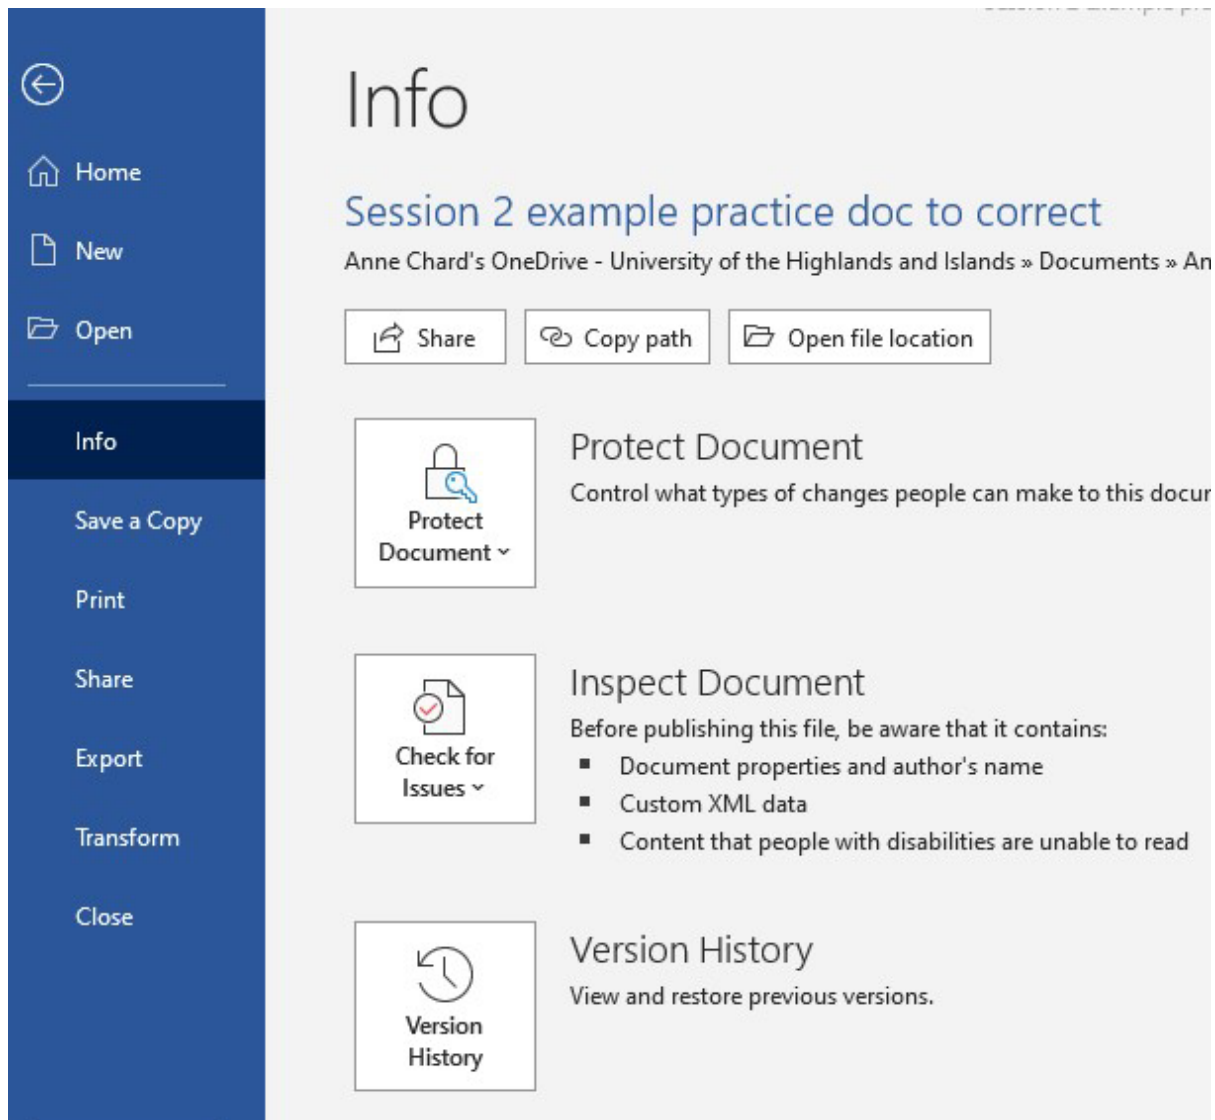 Home
New
Open
Info
Save a Copy
Print
Share
Export
Transform
Close
Info
Session 2 example practice doc to correct
Anne Chard's OneDrive - University of the Highlands and Islands » Documents » An
Share
Copy path
Open file location
Protect
Document
Protect Document
Control what types of changes people can make to this docu
Check for
Issues
Inspect Document
Before publishing this file, be aware that it contains:
▪ Document properties and author's name
▪ Custom XML data
▪ Content that people with disabilities are unable to read
Version
History
Version History
View and restore previous versions.